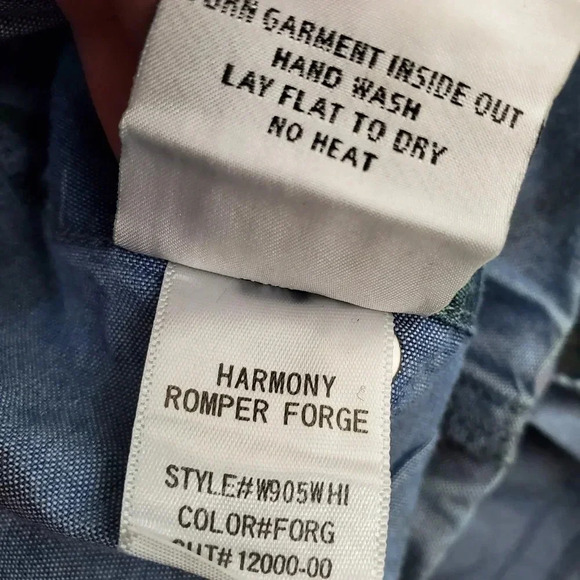 TURN GARMENT INSIDE OUT
HAND WASH
LAY FLAT TO DRY
NO HEAT
HARMONY
ROMPER FORGE
STYLE# W905WHI
COLOR#FORG
CUT# 12000-00